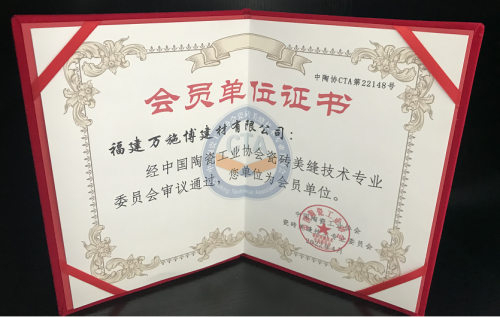 中陶协CTA第22148号
会员单位证书
福建万施博建材有限公司：
经中国陶瓷工业协会瓷砖美缝技术专业
委员会审议通过，您单位为会员单位。